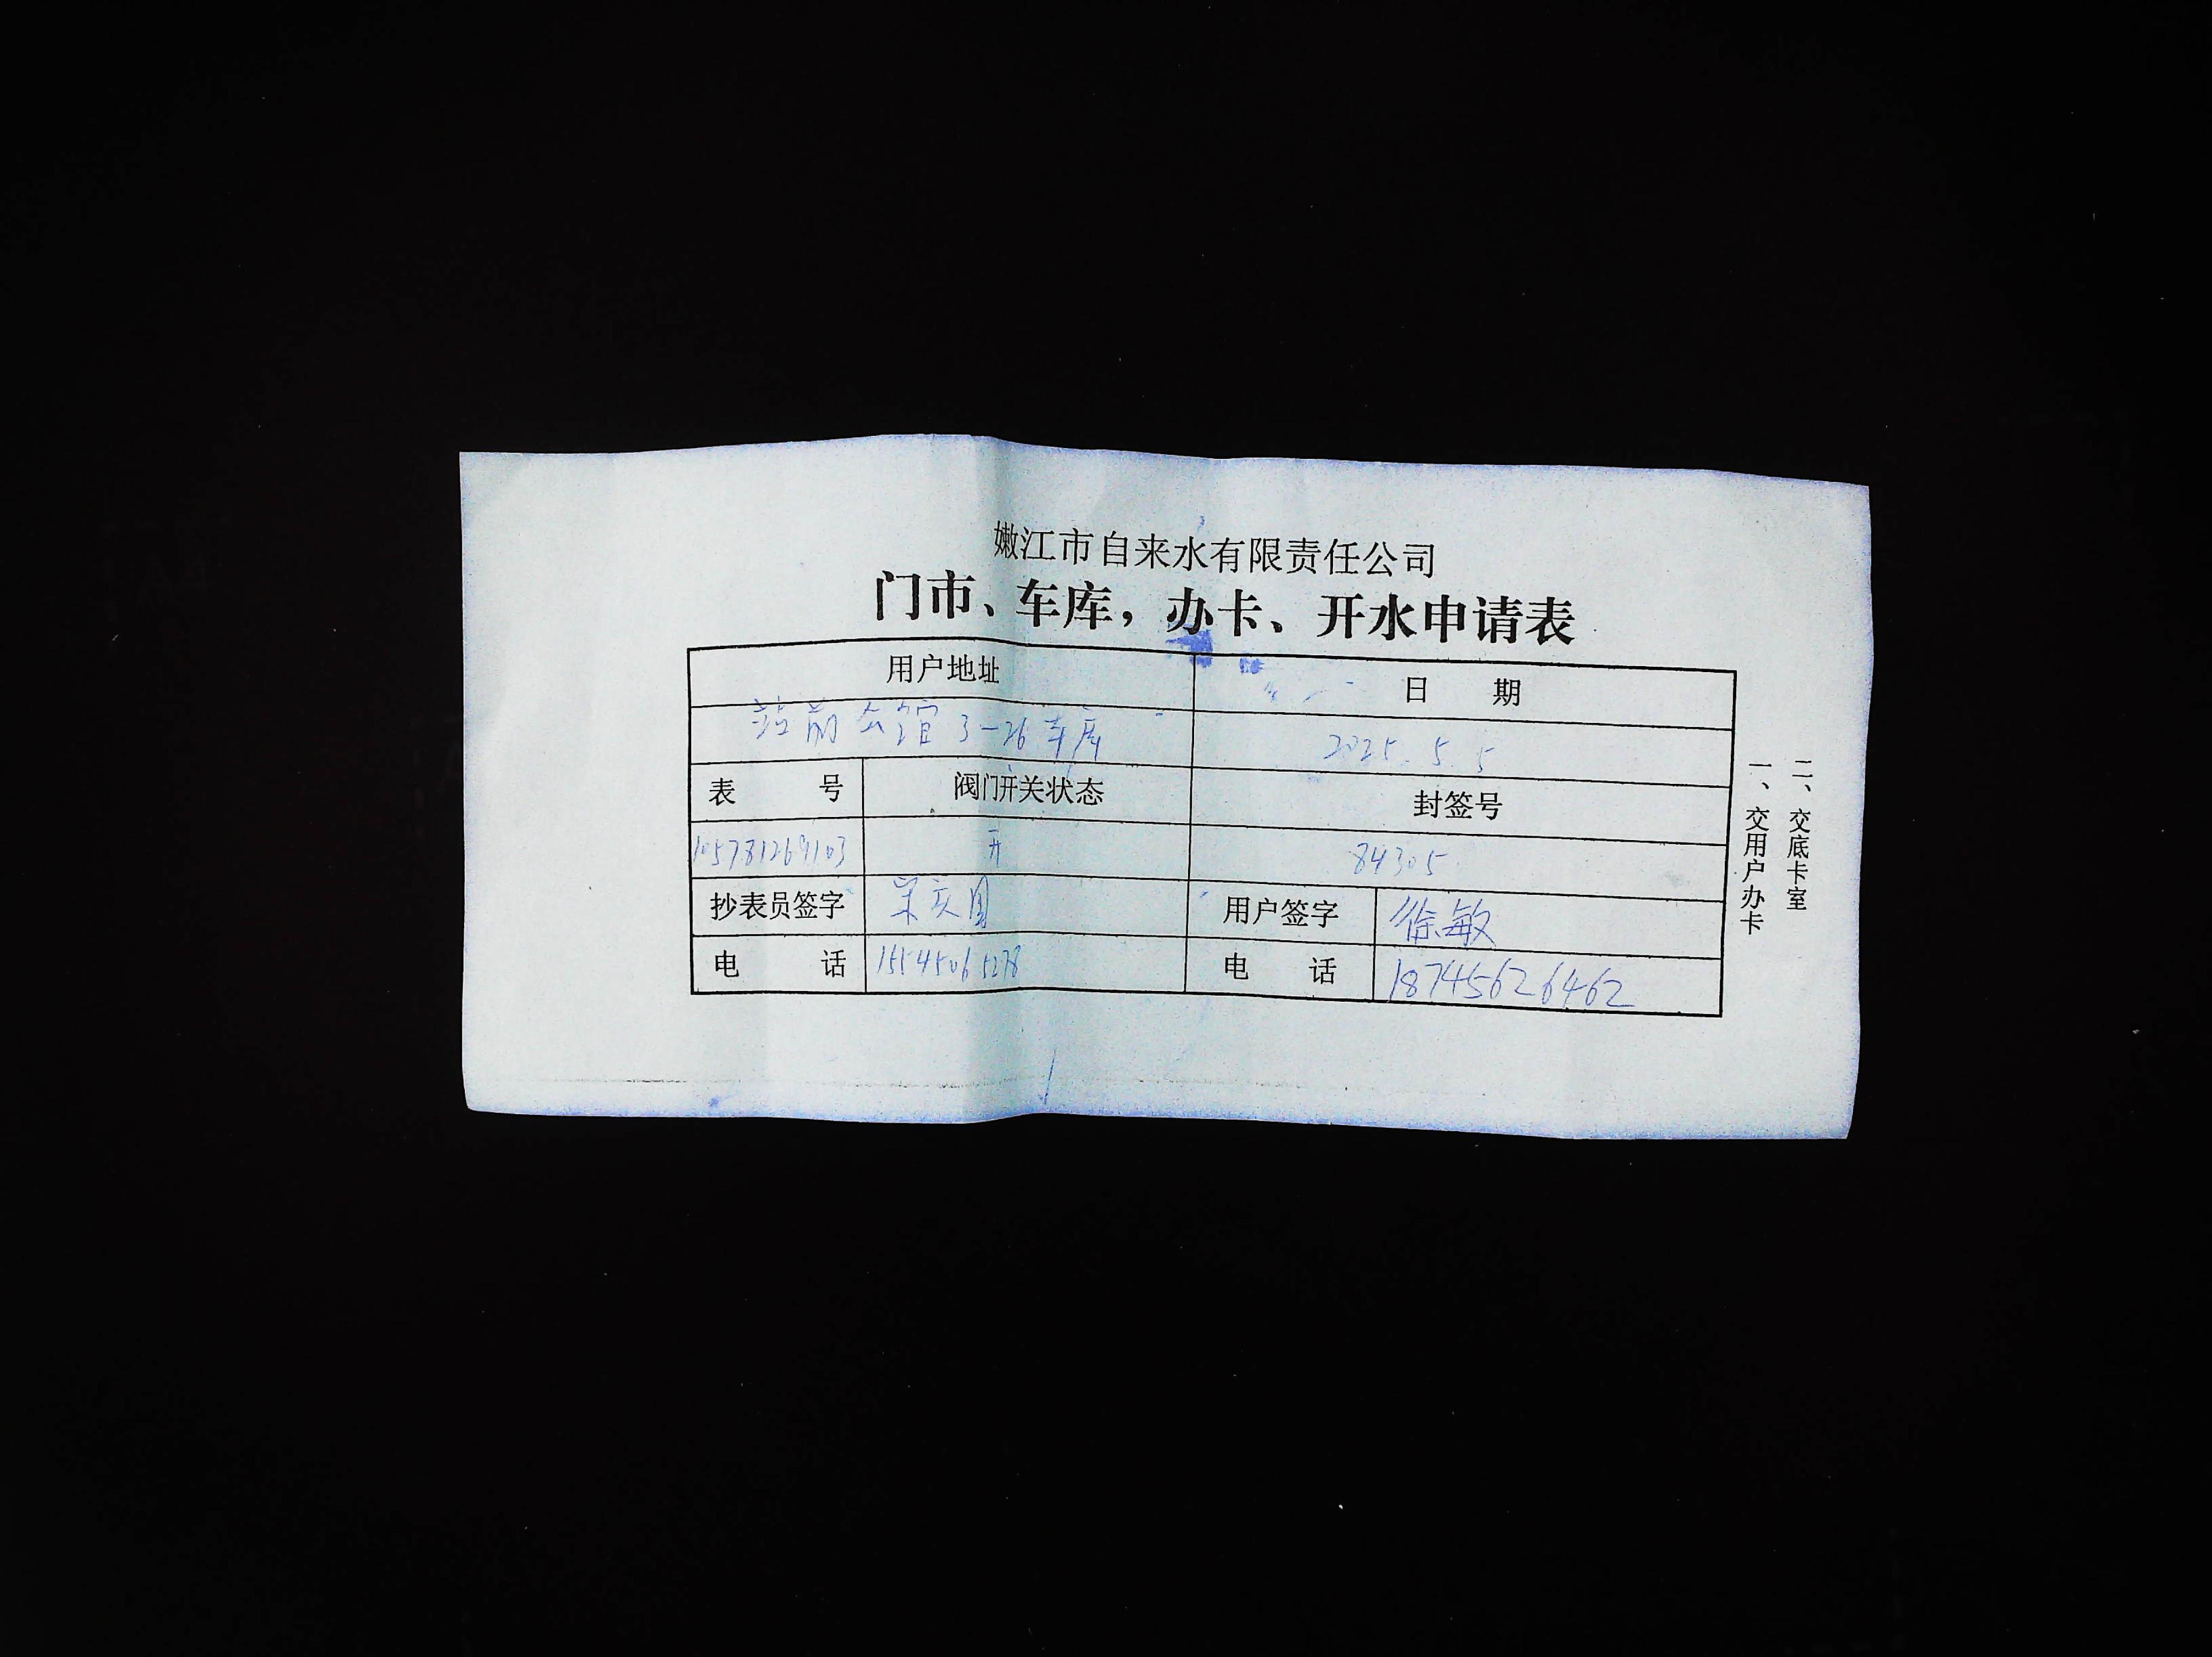 嫩江市自来水有限责任公司
门市、车库，办卡、开水申请表
用户地址 日 期
站前公馆 3-26 车库 2025.5.5
表 号 阀门开关状态 封签号
105781269103 开 84305
抄表员签字 用户签字 徐敏
电 话 15545065278 电 话 18745626462
一、交用户办卡
二、交底卡室